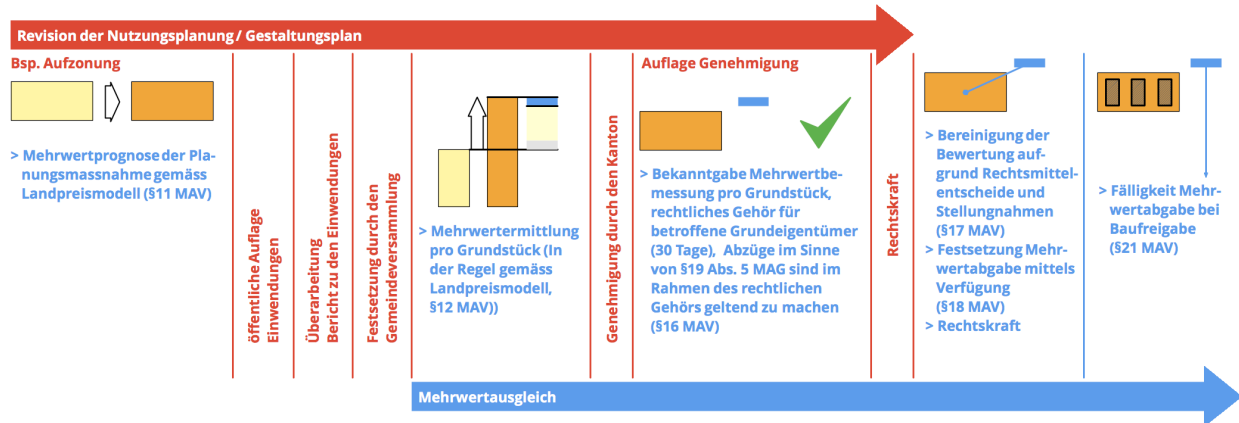 Revision der Nutzungsplanung / Gestaltungsplan
Bsp. Aufzonung
> Mehrwertprognose der Pla-
nungsmassnahme gemäss
Landpreismodell (§11 MAV)
öffentliche Auflage
Einwendungen
Überarbeitung
Bericht zu den Einwendungen
Festsetzung durch den
Gemeindeversammlung
> Mehrwertermittlung
pro Grundstück (In
der Regel gemäss
Landpreismodell,
§12 MAV))
Genehmigung durch den Kanton
Auflage Genehmigung
> Bekanntgabe Mehrwertbe-
messung pro Grundstück,
rechtliches Gehör für
betroffene Grundeigentümer
(30 Tage), Abzüge im Sinne
von §19 Abs. 5 MAG sind im
Rahmen des rechtlichen
Gehörs geltend zu machen
(§16 MAV)
Rechtskraft
> Bereinigung der
Bewertung auf-
grund Rechtsmittel-
entscheide und
Stellungnahmen
(§17 MAV)
> Festsetzung Mehr-
wertabgabe mittels
Verfügung
(§18 MAV)
> Rechtskraft
> Fälligkeit Mehr-
wertabgabe bei
Baufreigabe
(§21 MAV)
Mehrwertausgleich